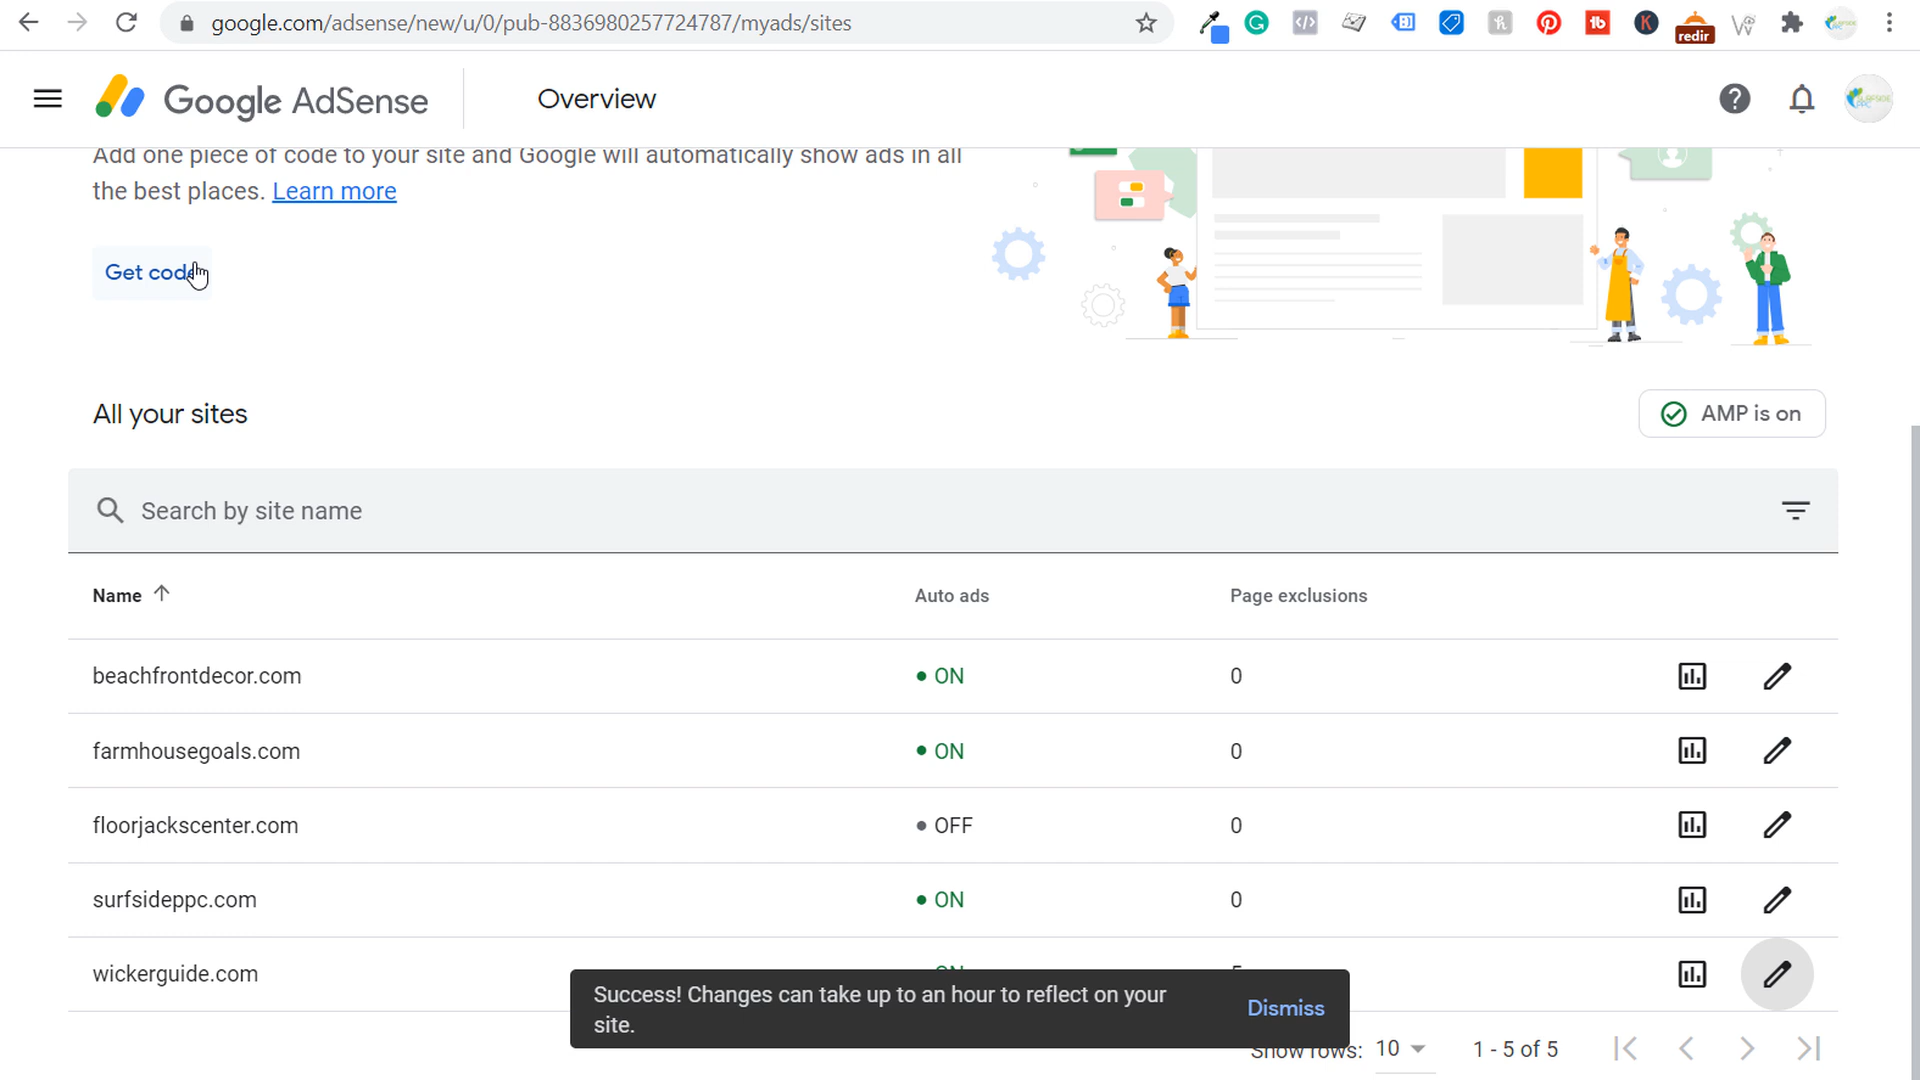 google.com/adsense/new/u/0/pub-8836980257724787/myads/sites
redir
Google AdSense
Overview
Add one piece of code to your site and Google will automatically show ads in all
the best places. Learn more
Get code
All your sites
AMP is on
Search by site name
Name
Auto ads
Page exclusions
beachfrontdecor.com
ON
0
farmhousegoals.com
ON
0
floorjackscenter.com
OFF
0
surfsideppc.com
ON
0
wickerguide.com
Success! Changes can take up to an hour to reflect on your
site.
Dismiss
Show rows:
10
1 - 5 of 5